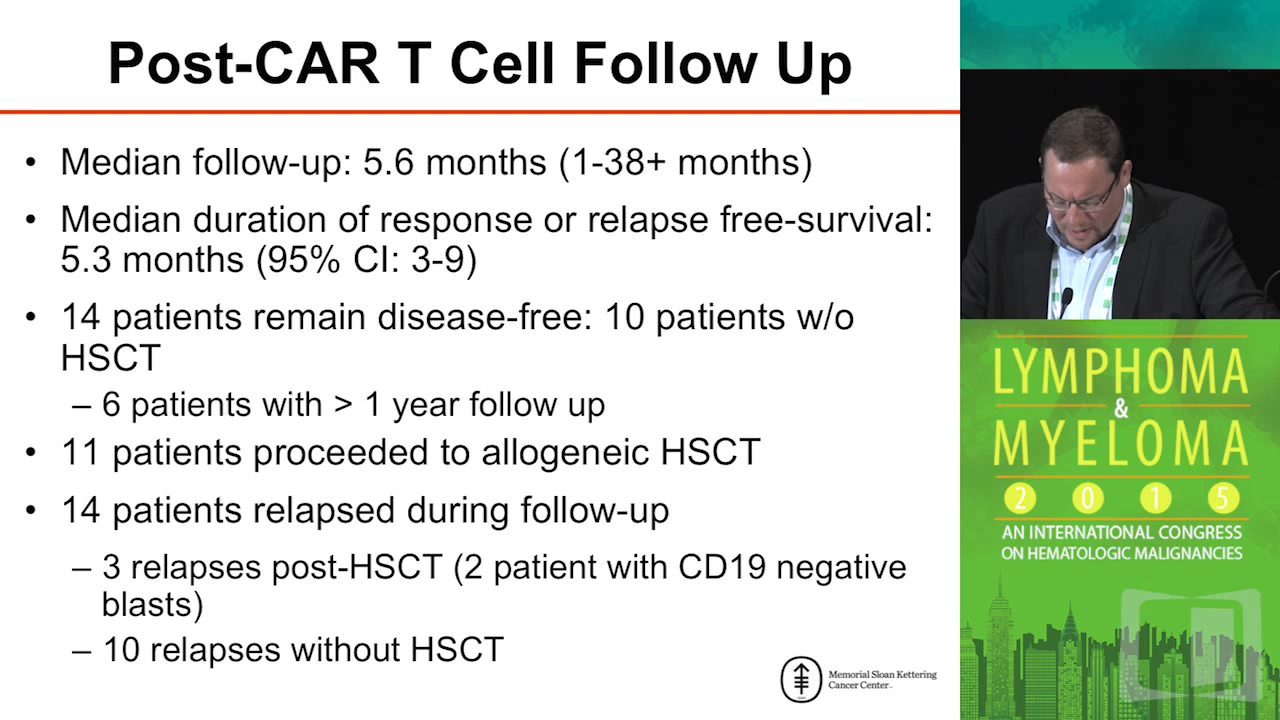 Post-CAR T Cell Follow Up
• Median follow-up: 5.6 months (1-38+ months)
• Median duration of response or relapse free-survival:
5.3 months (95% CI: 3-9)
• 14 patients remain disease-free: 10 patients w/o
HSCT
– 6 patients with > 1 year follow up
• 11 patients proceeded to allogeneic HSCT
• 14 patients relapsed during follow-up
– 3 relapses post-HSCT (2 patient with CD19 negative
blasts)
– 10 relapses without HSCT
Memorial Sloan Kettering
Cancer Center
LYMPHOMA
&
MYELOMA
2 0 1 5
AN INTERNATIONAL CONGRESS
ON HEMATOLOGIC MALIGNANCIES